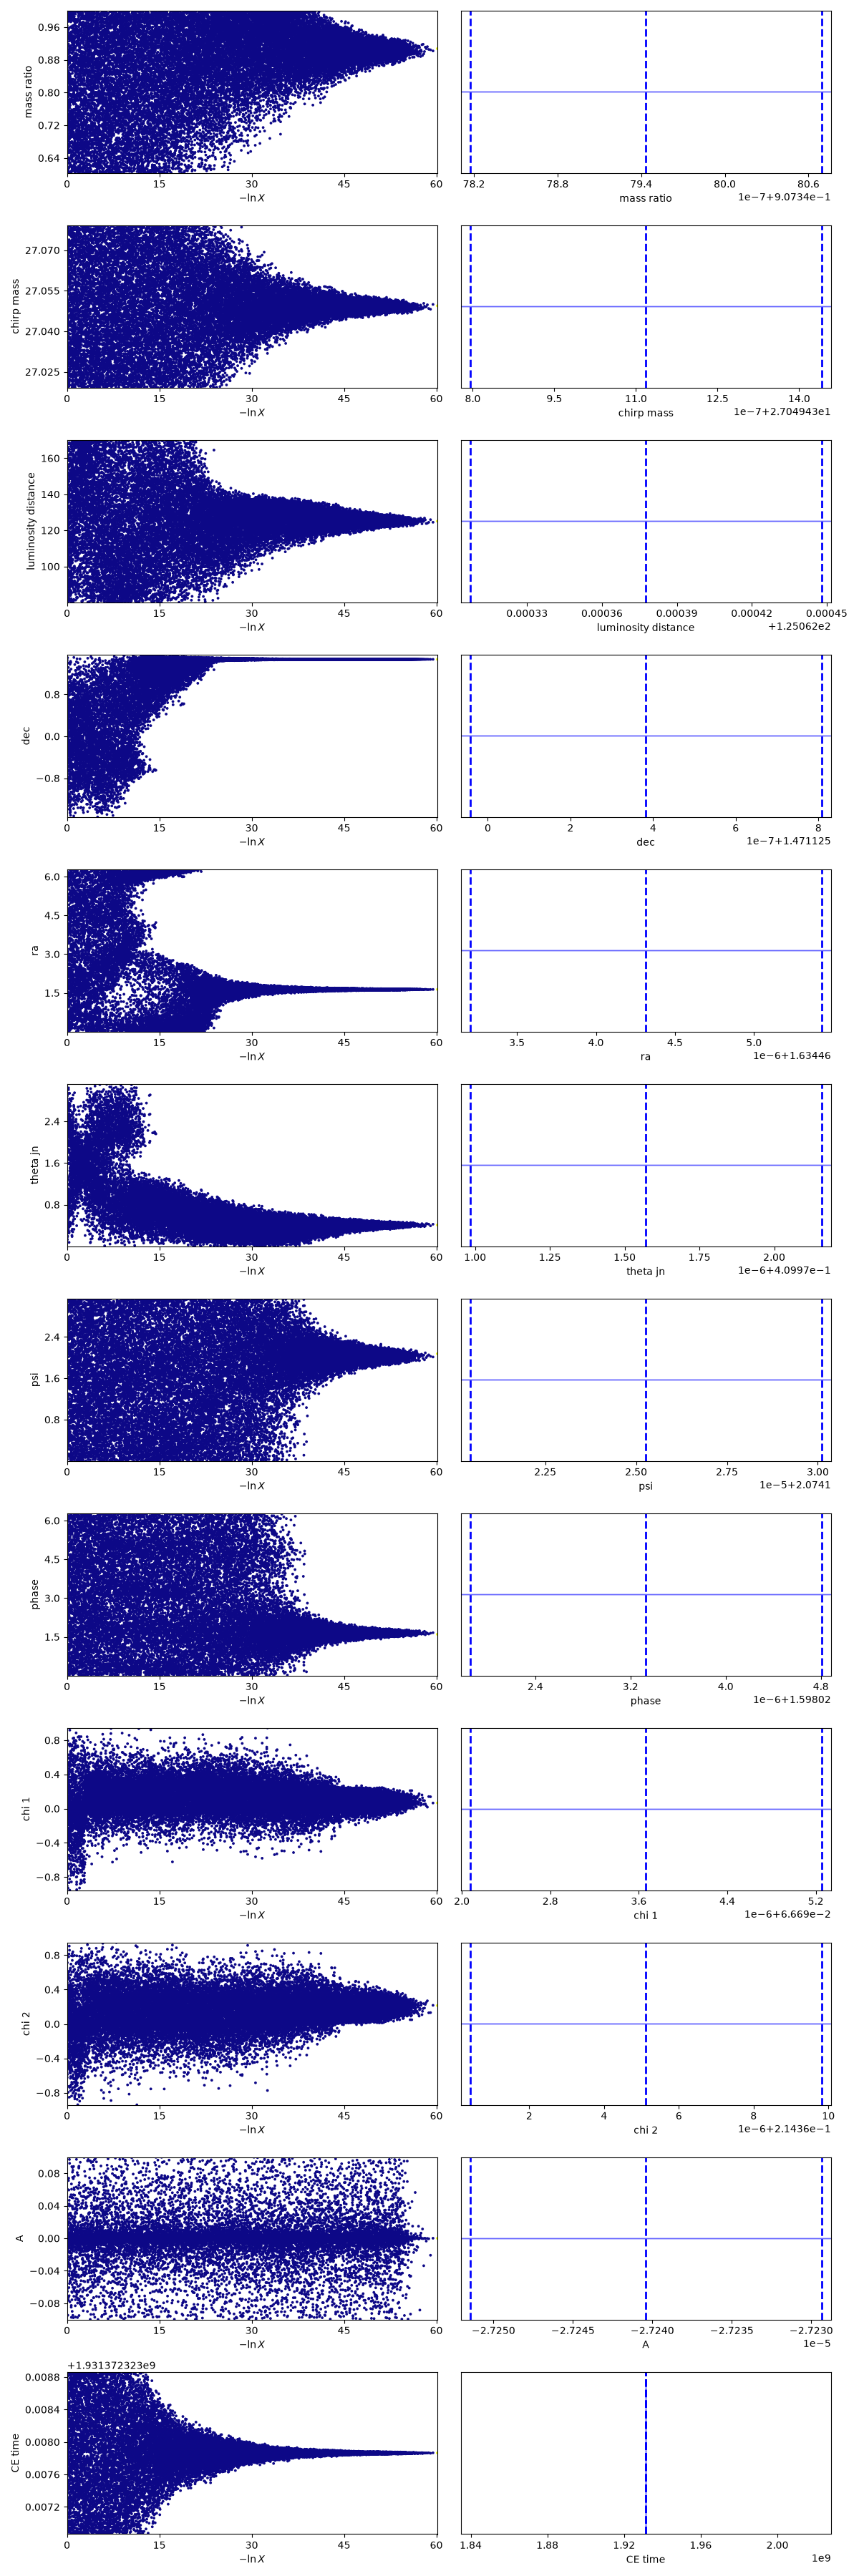 0.96
0.88
0.80
0.72
0.64
mass ratio
0 15 30 45 60
−ln X
78.2 78.8 79.4 80.0 80.6
mass ratio
1e−7+9.0734e−1
27.070
27.055
27.040
27.025
chirp mass
0 15 30 45 60
−ln X
8.0 9.5 11.0 12.5 14.0
chirp mass
1e−7+2.704943e1
160
140
120
100
luminosity distance
0 15 30 45 60
−ln X
0.00033 0.00036 0.00039 0.00042 0.00045
luminosity distance
+1.25062e2
0.8
0.0
−0.8
dec
0 15 30 45 60
−ln X
0 2 4 6 8
dec
1e−7+1.471125
6.0
4.5
3.0
1.5
ra
0 15 30 45 60
−ln X
3.5 4.0 4.5 5.0
ra
1e−6+1.63446
2.4
1.6
0.8
theta jn
0 15 30 45 60
−ln X
1.00 1.25 1.50 1.75 2.00
theta jn
1e−6+4.0997e−1
2.4
1.6
0.8
psi
0 15 30 45 60
−ln X
2.25 2.50 2.75 3.00
psi
1e−5+2.0741
6.0
4.5
3.0
1.5
phase
0 15 30 45 60
−ln X
2.4 3.2 4.0 4.8
phase
1e−6+1.59802
0.8
0.4
0.0
−0.4
−0.8
chi 1
0 15 30 45 60
−ln X
2.0 2.8 3.6 4.4 5.2
chi 1
1e−6+6.669e−2
0.8
0.4
0.0
−0.4
−0.8
chi 2
0 15 30 45 60
−ln X
2 4 6 8 10
chi 2
1e−6+2.1436e−1
0.08
0.04
0.00
−0.04
−0.08
A
0 15 30 45 60
−ln X
−2.7250 −2.7245 −2.7240 −2.7235 −2.7230
A
1e−5
+1.931372323e9
0.0088
0.0084
0.0080
0.0076
0.0072
CE time
0 15 30 45 60
−ln X
1.84 1.88 1.92 1.96 2.00
CE time
1e9